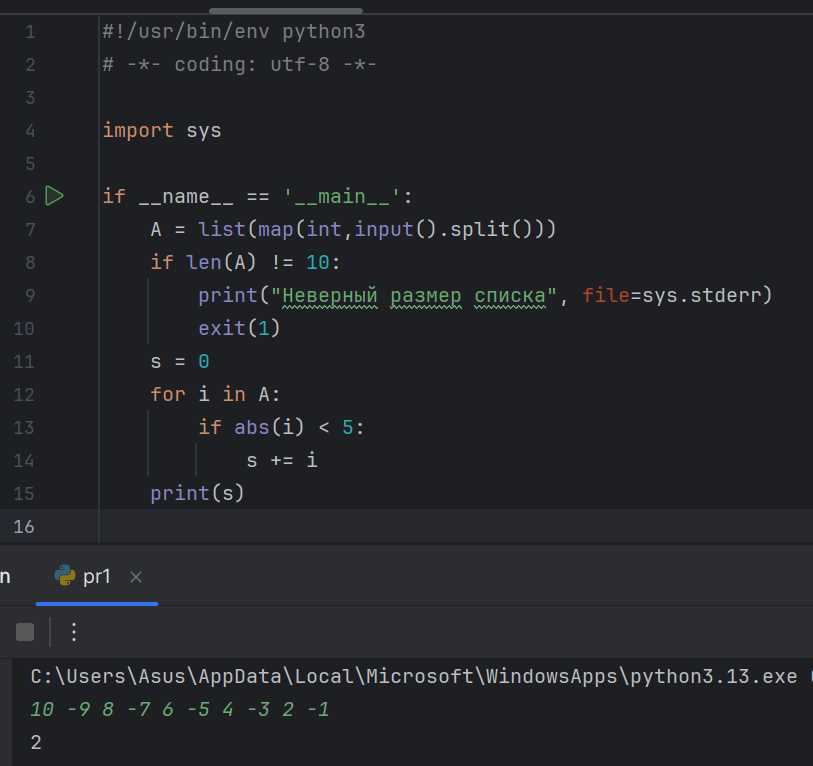 1 #!/usr/bin/env python3
2 # -*- coding: utf-8 -*-
3
4 import sys
5
6 if __name__ == '__main__':
7     A = list(map(int,input().split()))
8     if len(A) != 10:
9         print("Неверный размер списка", file=sys.stderr)
10         exit(1)
11     s = 0
12     for i in A:
13         if abs(i) < 5:
14             s += i
15     print(s)
16
n pr1
C:\Users\Asus\AppData\Local\Microsoft\WindowsApps\python3.13.exe
10 -9 8 -7 6 -5 4 -3 2 -1
2